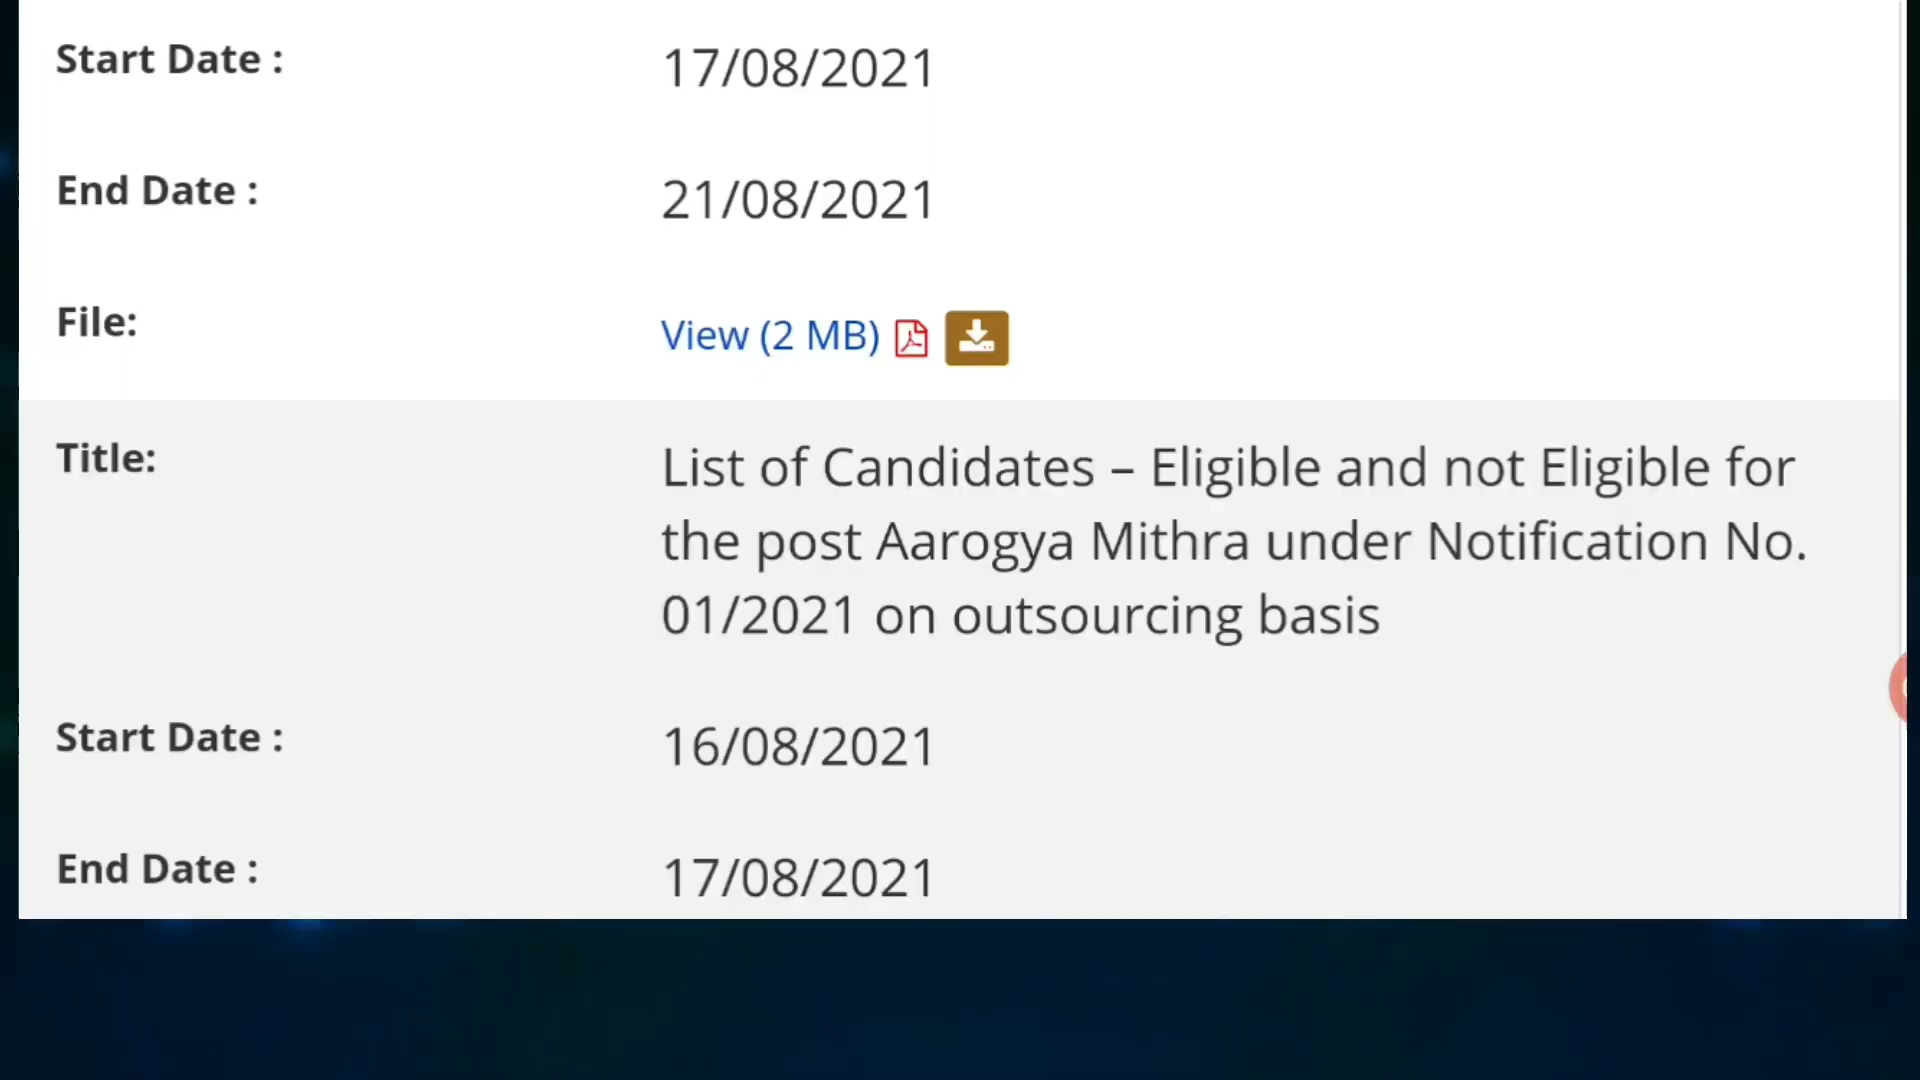 Start Date : 17/08/2021
End Date : 21/08/2021
File: View (2 MB)
Title: List of Candidates – Eligible and not Eligible for
the post Aarogya Mithra under Notification No.
01/2021 on outsourcing basis
Start Date : 16/08/2021
End Date : 17/08/2021